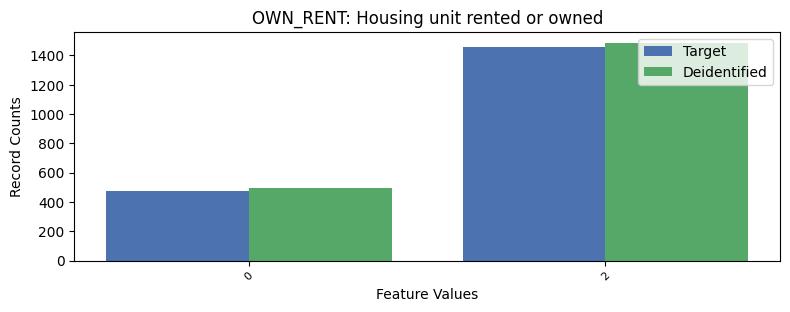 OWN_RENT: Housing unit rented or owned
Record Counts
1400
1200
1000
800
600
400
200
0
Target
Deidentified
0
2
Feature Values